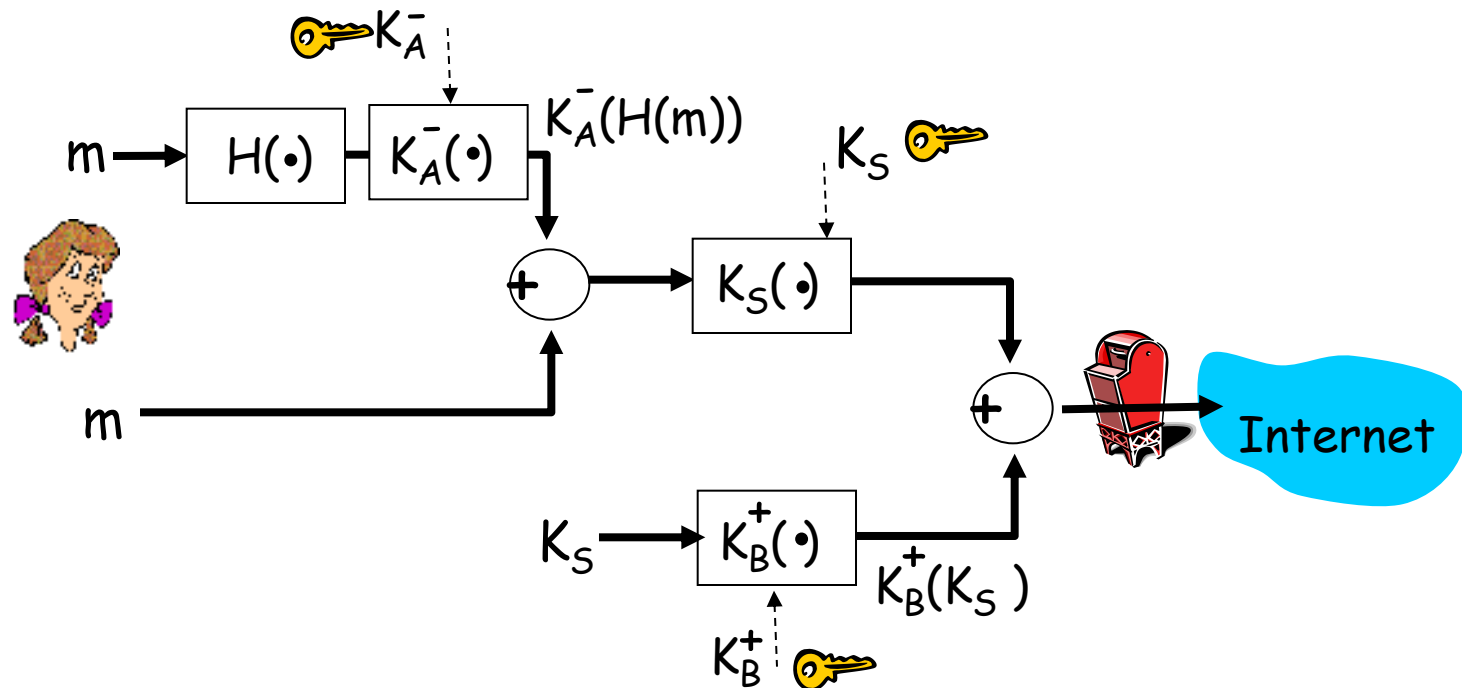 K_A^-
m
H(•)
K_A^-(•)
K_A^-(H(m))
K_S
+
K_S(•)
m
+
Internet
K_S
K_B^+(•)
K_B^+(K_S )
K_B^+